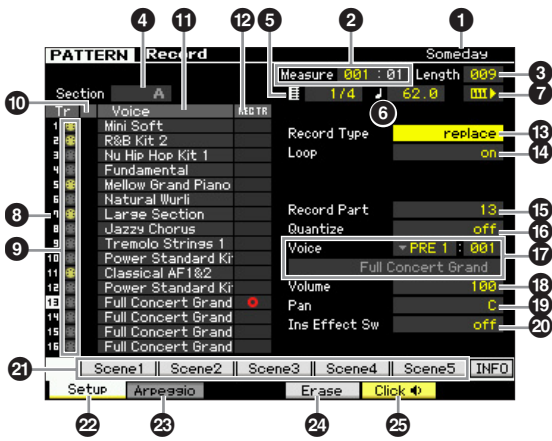 4 11 12 5 2 1
PATTERN Record Someday
Measure 001 : 01 Length 009 3
Section A 1/4 ♩ 62.0 7
10 6
Tr Voice REC TR
1 Mini Soft
2 R&B Kit 2 Record Type replace 13
3 Nu Hip Hop Kit 1 Loop on 14
4 Fundamental
5 Mellow Grand Piano
6 Natural Wurli
8 7 Large Section Record Part 13 15
8 Jazzy Chorus Quantize off 16
9 9 Tremolo Strings 1 Voice PRE 1 : 001 17
10 Power Standard Ki Full Concert Grand
11 Classical AF1&2
12 Power Standard Ki Volume 100 18
13 Full Concert Grand Pan C 19
14 Full Concert Grand Ins Effect Sw off 20
15 Full Concert Grand
16 Full Concert Grand
21 Scene1 Scene2 Scene3 Scene4 Scene5 INFO
Setup Arpeggio Erase Click
22 23 24 25